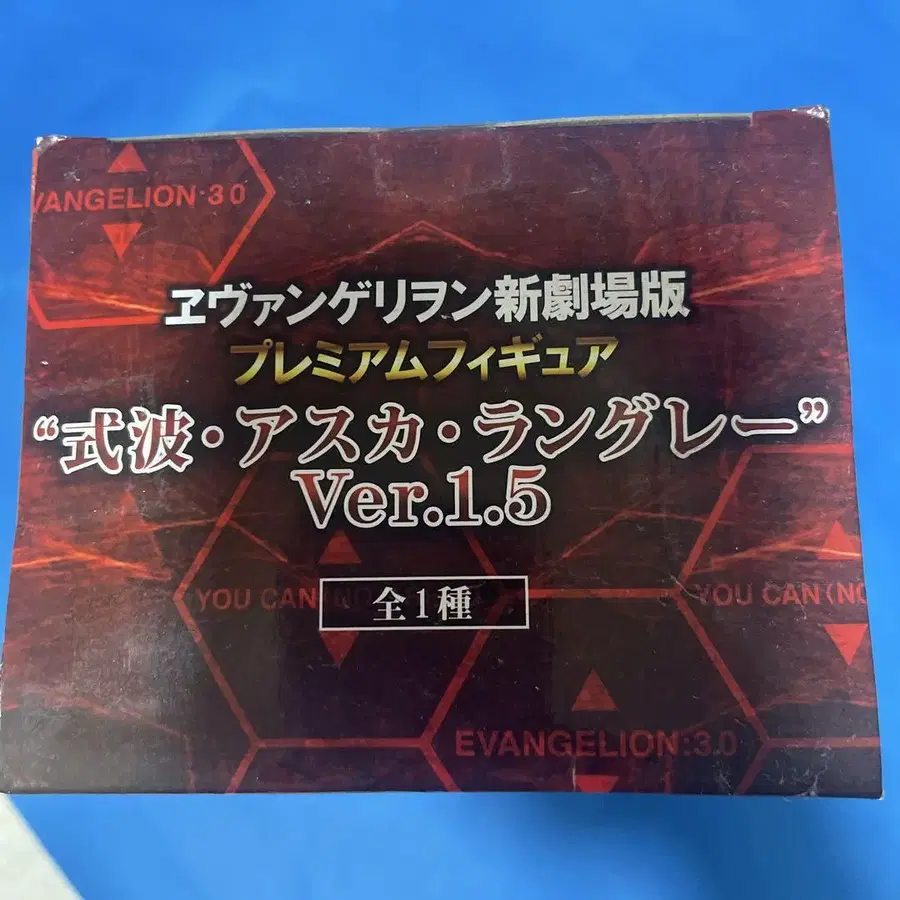 VANGELION:3.0
ヱヴァンゲリヲン新劇場版
プレミアムフィギュア
“式波・アスカ・ラングレー”
Ver.1.5
YOU CAN(NO
全1種
YOU CAN(NO
EVANGELION:3.0